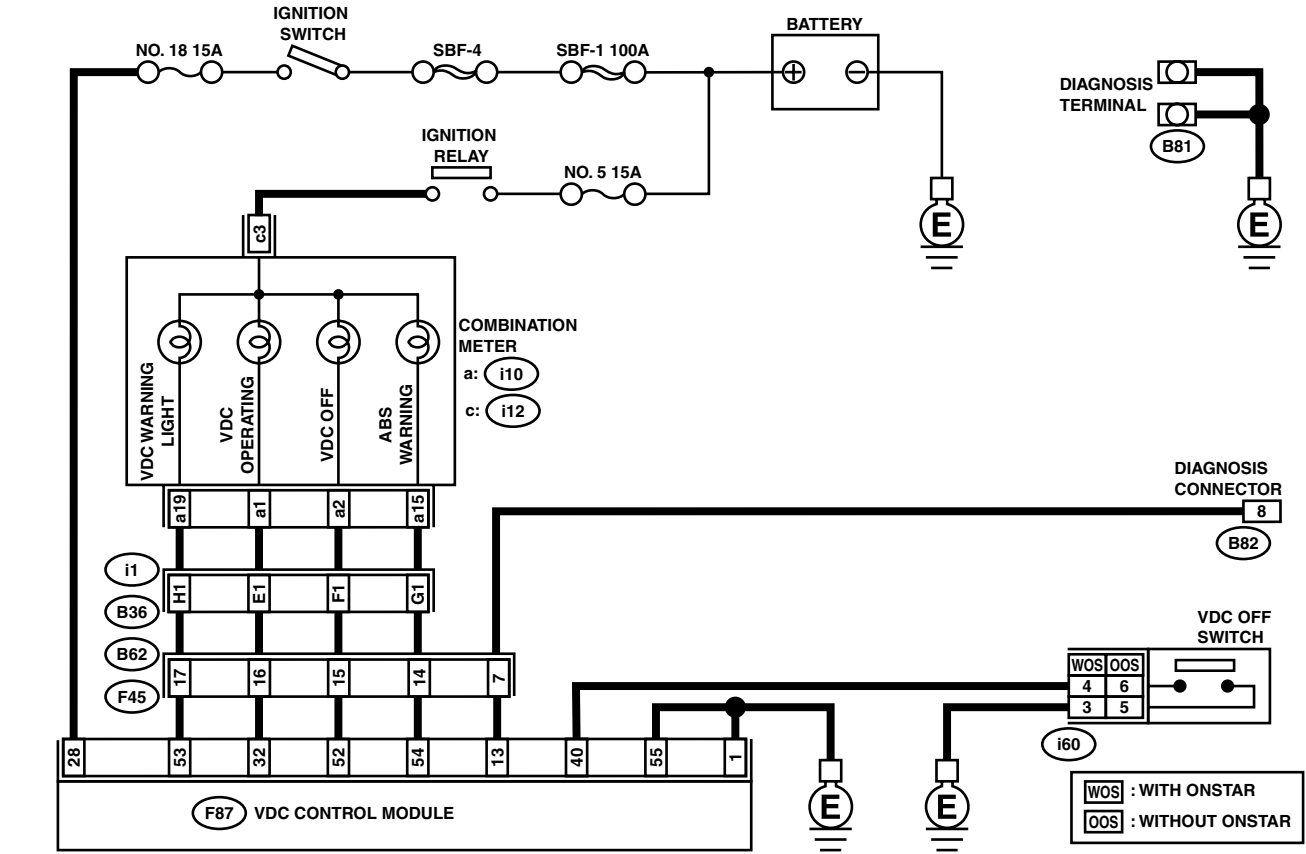 IGNITION
SWITCH
NO. 18 15A
SBF-4
SBF-1 100A
BATTERY
DIAGNOSIS
TERMINAL
B81
IGNITION
RELAY
NO. 5 15A
E
E
c3
COMBINATION
METER
a: i10
c: i12
VDC WARNING
LIGHT
VDC
OPERATING
VDC OFF
ABS
WARNING
a19
a1
a2
a15
DIAGNOSIS
CONNECTOR
8
B82
i1
H1
E1
F1
G1
B36
B62
17
16
15
14
7
F45
VDC OFF
SWITCH
WOS OOS
4 6
3 5
i60
28
53
32
52
54
13
40
55
1
E
E
F87 VDC CONTROL MODULE
WOS : WITH ONSTAR
OOS : WITHOUT ONSTAR